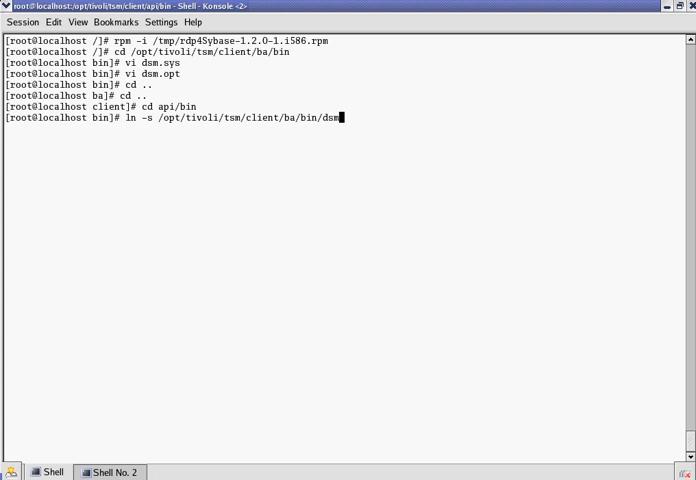 root@localhost:/opt/tivoli/tsm/client/api/bin - Shell - Konsole <2>
Session Edit View Bookmarks Settings Help
[root@localhost /]# rpm -i /tmp/rdp4Sybase-1.2.0-1.i586.rpm
[root@localhost /]# cd /opt/tivoli/tsm/client/ba/bin
[root@localhost bin]# vi dsm.sys
[root@localhost bin]# vi dsm.opt
[root@localhost bin]# cd ..
[root@localhost ba]# cd ..
[root@localhost client]# cd api/bin
[root@localhost bin]# ln -s /opt/tivoli/tsm/client/ba/bin/dsm
Shell Shell No. 2